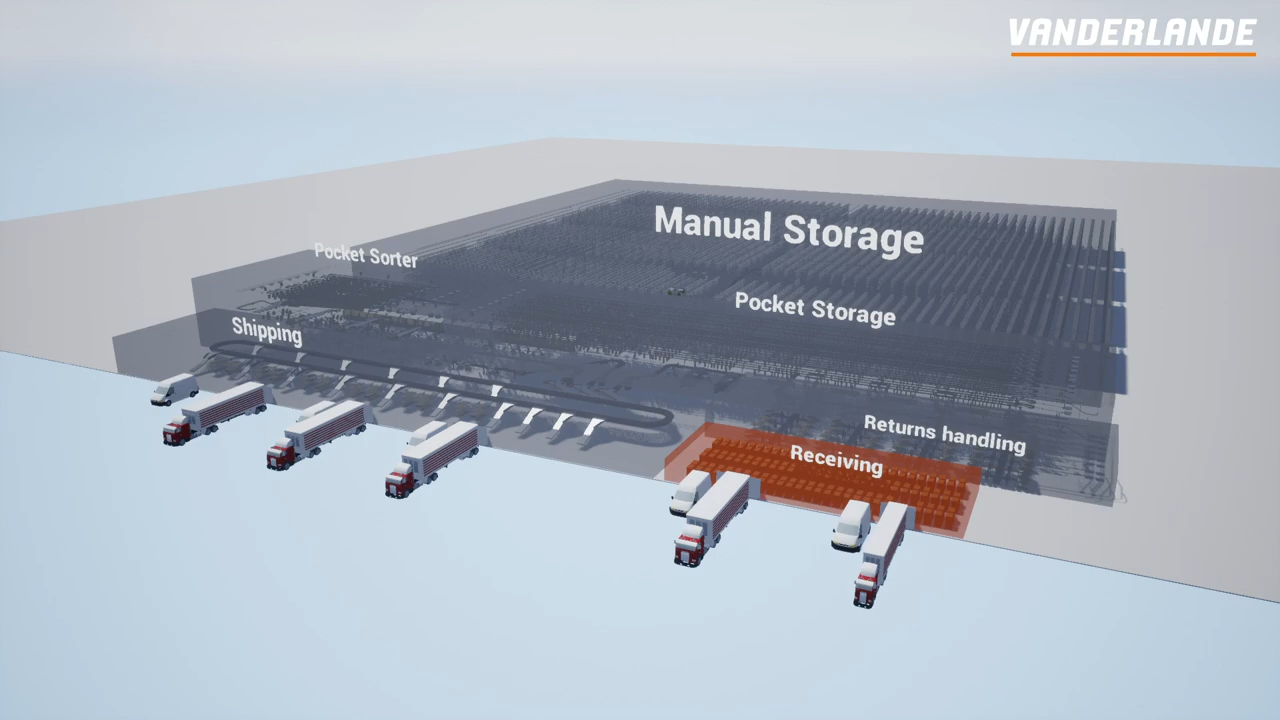 VANDERLANDE
Manual Storage
Pocket Sorter
Pocket Storage
Shipping
Returns handling
Receiving